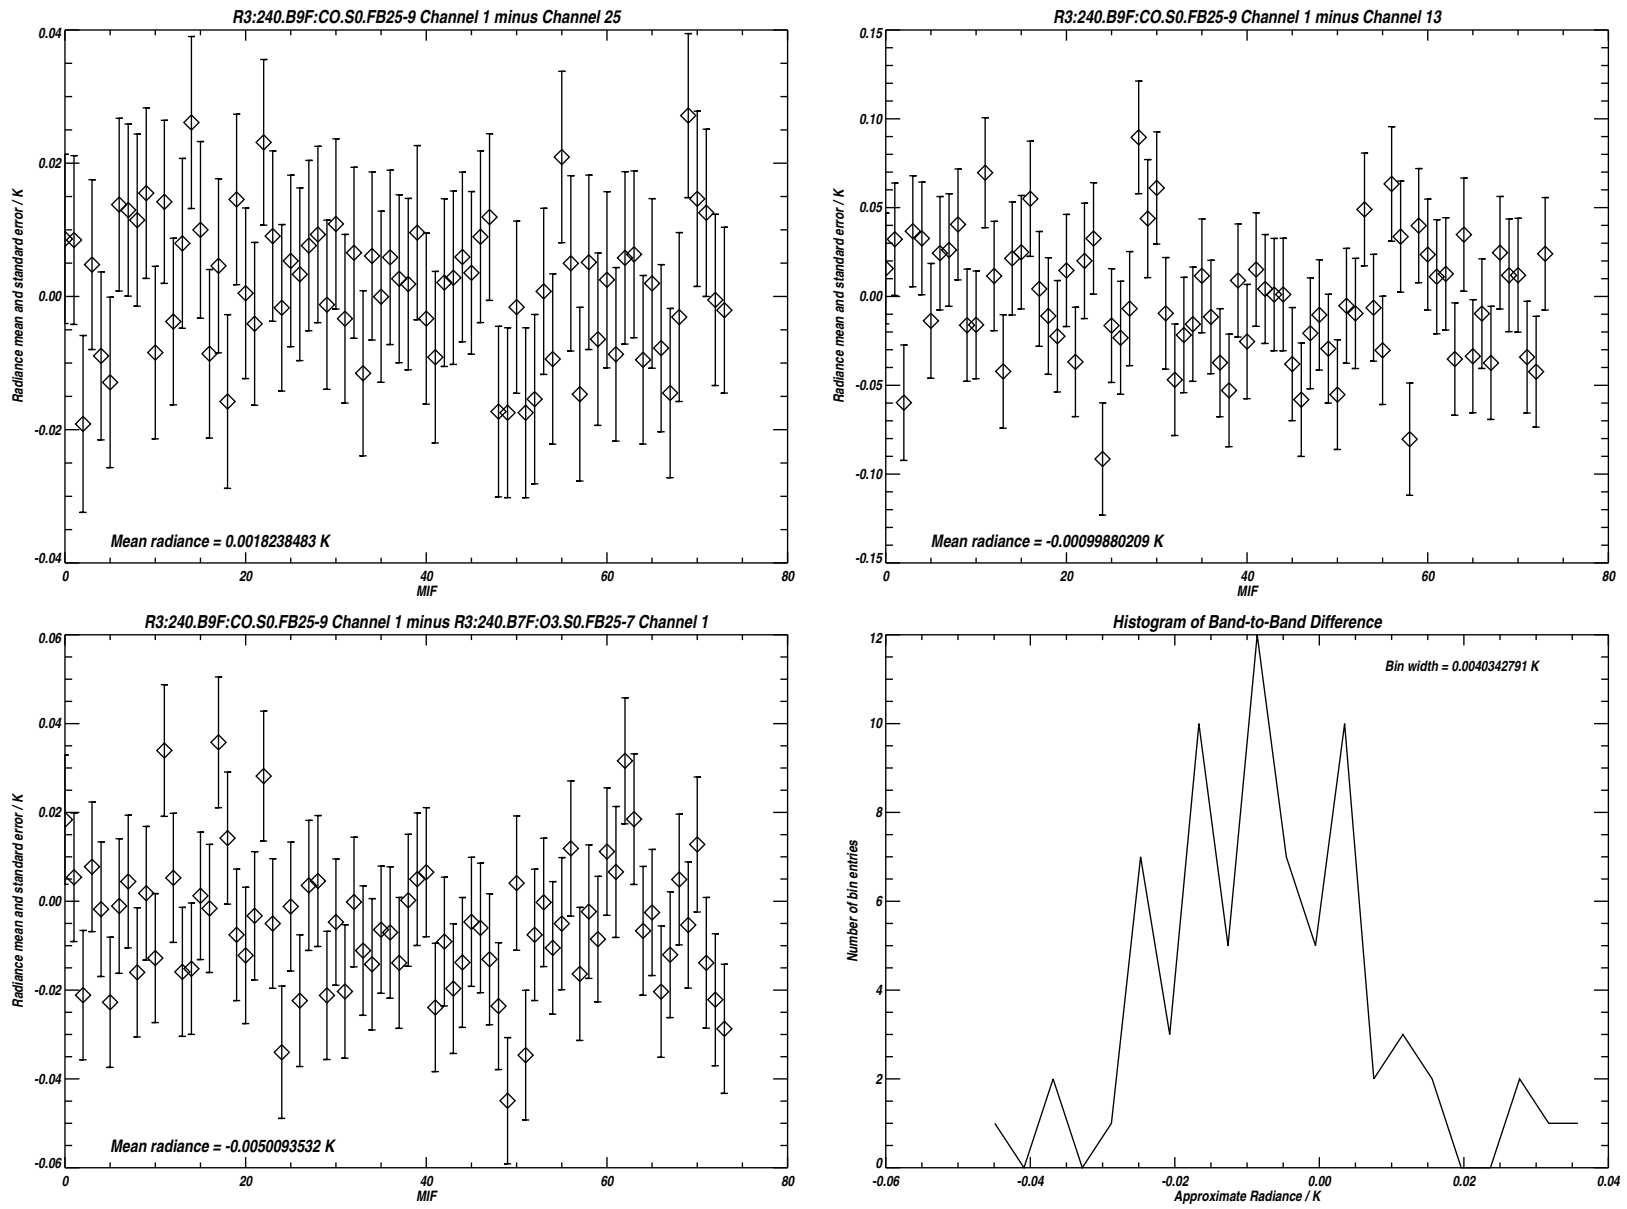 R3:240.B9F:CO.S0.FB25-9 Channel 1 minus Channel 25
0.04
0.02
0.00
-0.02
-0.04
Radiance mean and standard error / K
Mean radiance = 0.0018238483 K
0 20 40 60 80
MIF
R3:240.B9F:CO.S0.FB25-9 Channel 1 minus Channel 13
0.15
0.10
0.05
0.00
-0.05
-0.10
-0.15
Radiance mean and standard error / K
Mean radiance = -0.00099880209 K
0 20 40 60 80
MIF
R3:240.B9F:CO.S0.FB25-9 Channel 1 minus R3:240.B7F:O3.S0.FB25-7 Channel 1
0.06
0.04
0.02
0.00
-0.02
-0.04
-0.06
Radiance mean and standard error / K
Mean radiance = -0.0050093532 K
0 20 40 60 80
MIF
Histogram of Band-to-Band Difference
12
10
8
6
4
2
0
Number of bin entries
Bin width = 0.0040342791 K
-0.06 -0.04 -0.02 0.00 0.02 0.04
Approximate Radiance / K